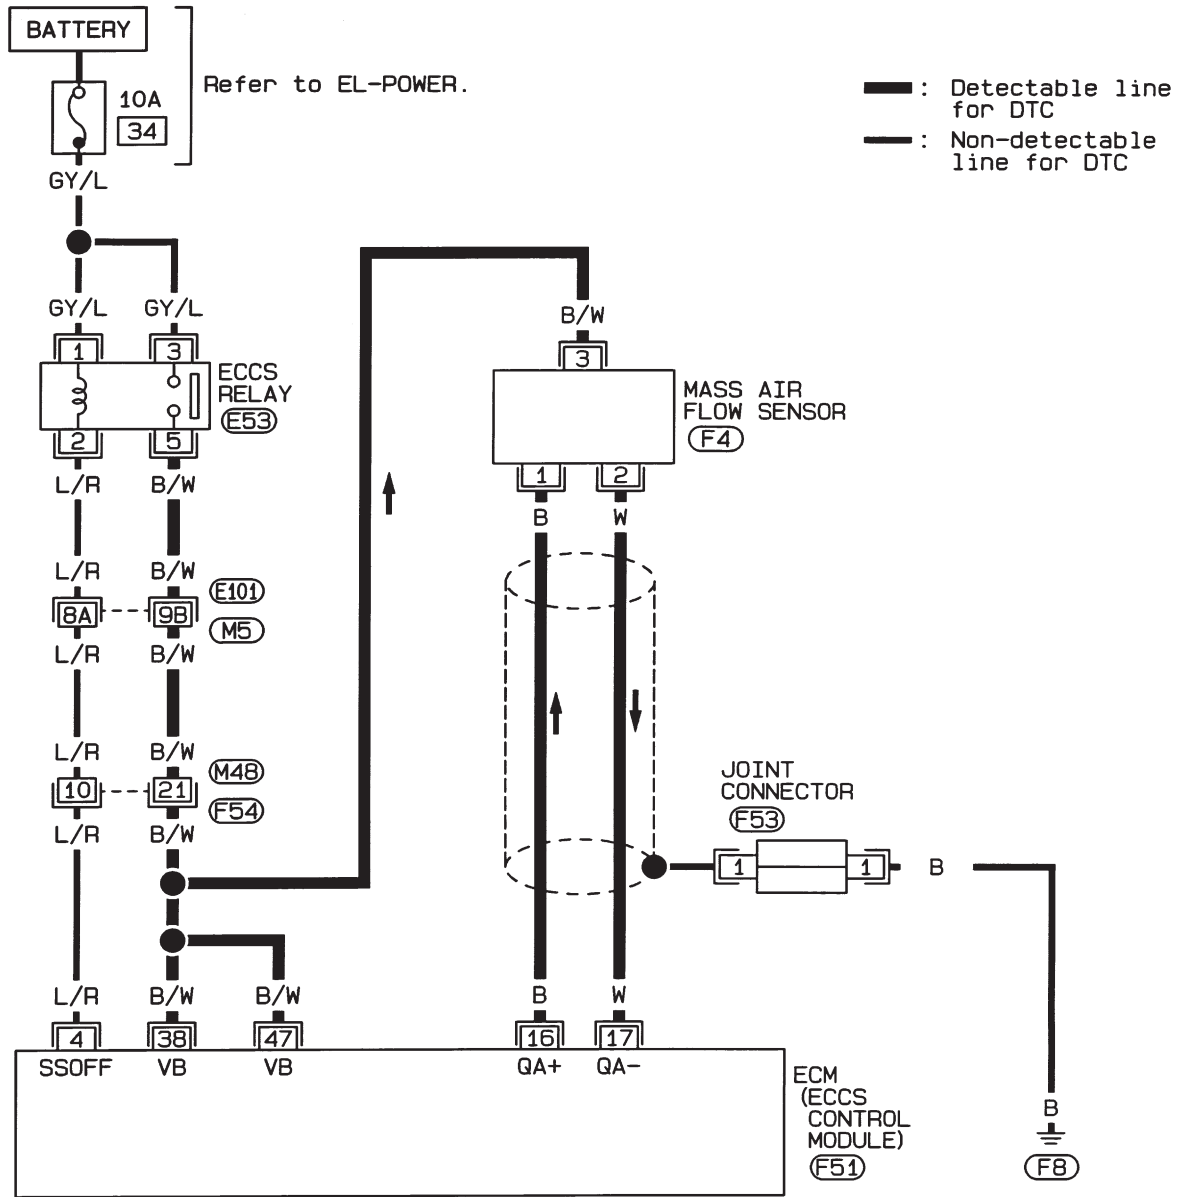 BATTERY
10A
34
Refer to EL-POWER.
: Detectable line
for DTC
: Non-detectable
line for DTC
GY/L
GY/L
GY/L
B/W
1
3
3
ECCS
RELAY
E53
MASS AIR
FLOW SENSOR
F4
2
5
1
2
L/R
B/W
B
W
L/R
B/W
E101
8A
9B
M5
L/R
B/W
L/R
B/W
M48
10
21
F54
L/R
B/W
JOINT
CONNECTOR
F53
1
1
B
L/R
B/W
B/W
B
W
4
38
47
16
17
SSOFF
VB
VB
QA+
QA-
ECM
(ECCS
CONTROL
MODULE)
F51
B
F8